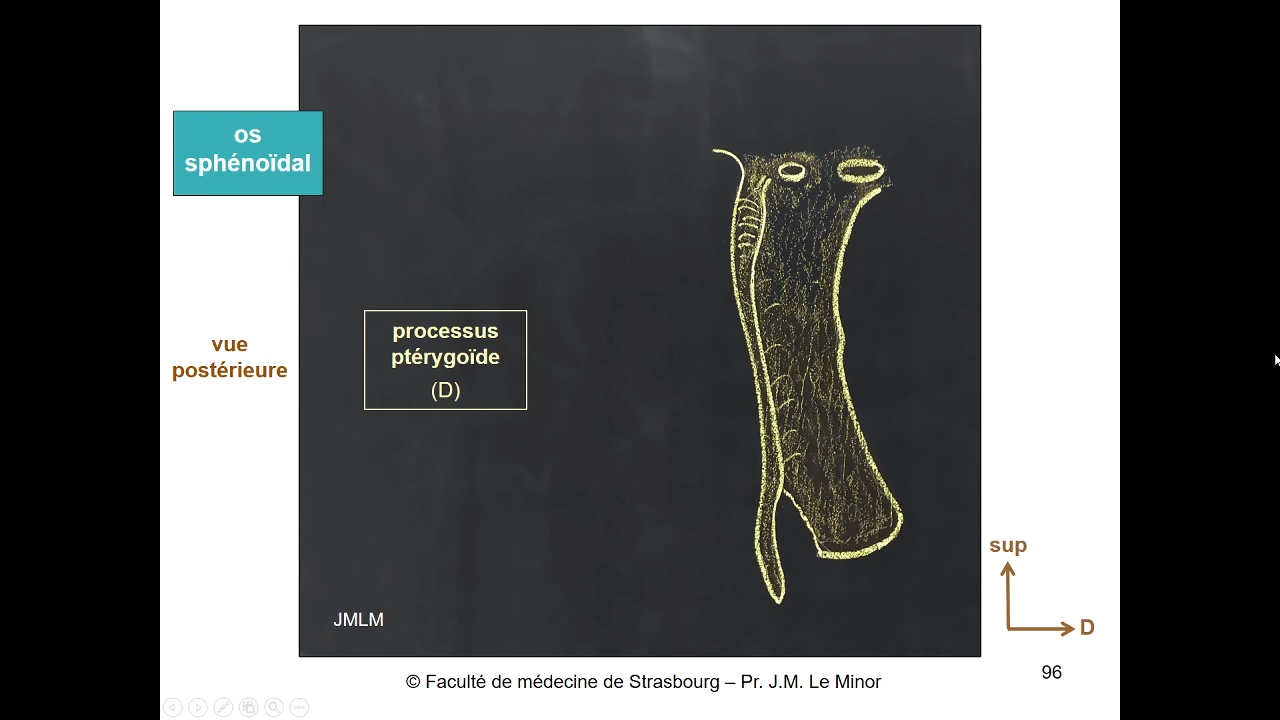 os
sphénoïdal
vue
postérieure
processus
ptérygoïde
(D)
JMLM
sup
D
© Faculté de médecine de Strasbourg – Pr. J.M. Le Minor
96